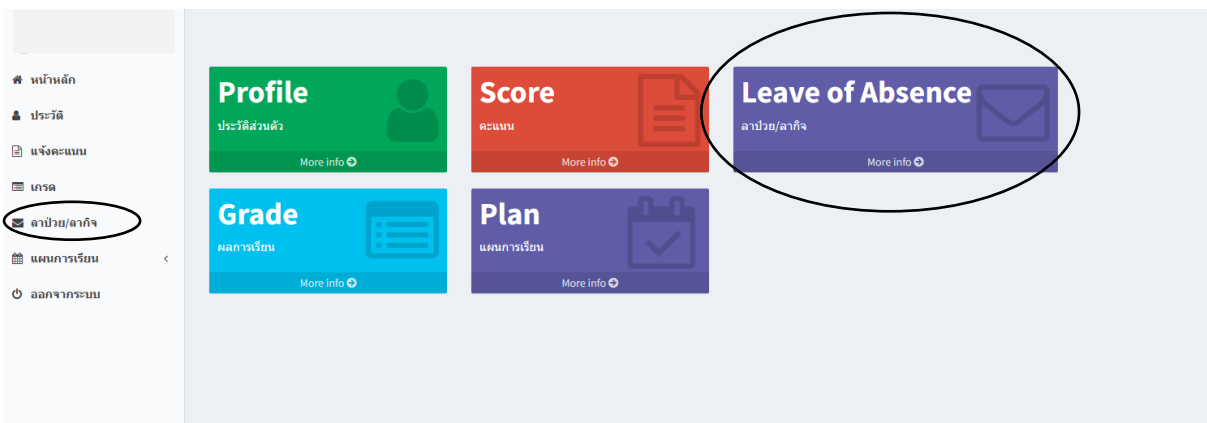 หน้าหลัก
ประวัติ
แจ้งคะแนน
เกรด
ลาป่วย/ลากิจ
แผนการเรียน
ออกจากระบบ
Profile
ประวัติส่วนตัว
More info
Score
คะแนน
More info
Leave of Absence
ลาป่วย/ลากิจ
More info
Grade
ผลการเรียน
More info
Plan
แผนการเรียน
More info